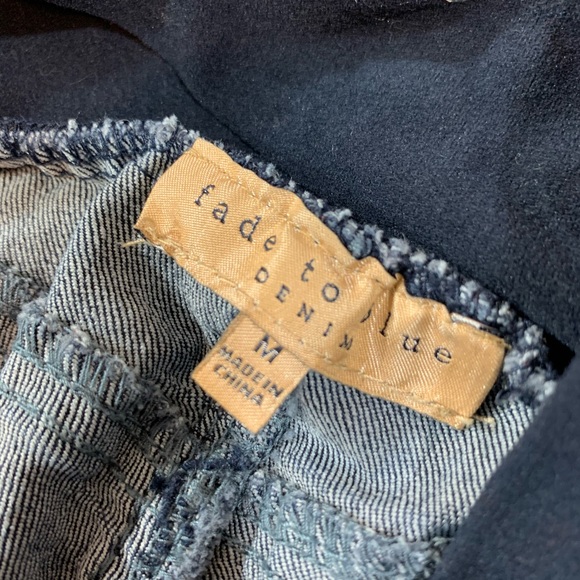 fade to blue
DENIM
M
MADE IN
CHINA